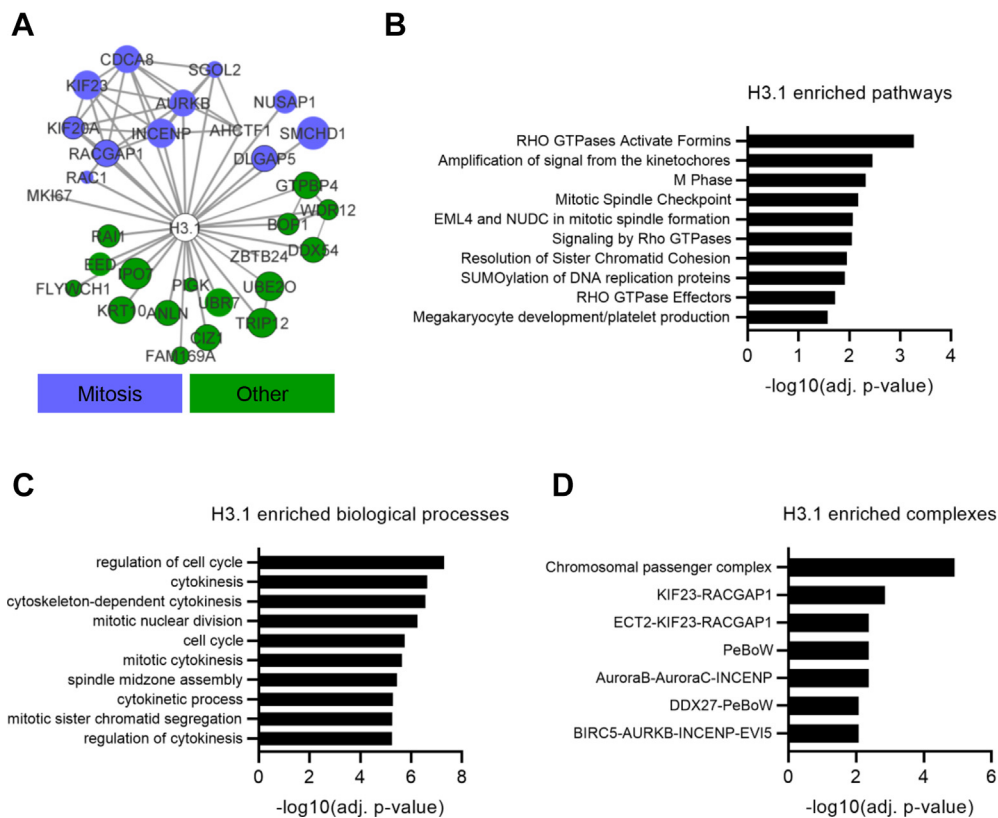 A
CDCA8
SGOL2
KIF23
AURKB
NUSAP1
KIF20A
INCENP
AHCTF1
SMCHD1
RACGAP1
DLGAP5
RAC1
GTPBP4
MKI67
WDR12
H3.1
BOP1
RAI1
DDX54
ZBTB24
EED
IPO7
FLYWCH1
PIGK
UBE2O
KRT10
ANLN
UBR7
TRIP12
CIZ1
FAM169A
Mitosis
Other
B
H3.1 enriched pathways
RHO GTPases Activate Formins
Amplification of signal from the kinetochores
M Phase
Mitotic Spindle Checkpoint
EML4 and NUDC in mitotic spindle formation
Signaling by Rho GTPases
Resolution of Sister Chromatid Cohesion
SUMOylation of DNA replication proteins
RHO GTPase Effectors
Megakaryocyte development/platelet production
0 1 2 3 4
-log10(adj. p-value)
C
H3.1 enriched biological processes
regulation of cell cycle
cytokinesis
cytoskeleton-dependent cytokinesis
mitotic nuclear division
cell cycle
mitotic cytokinesis
spindle midzone assembly
cytokinetic process
mitotic sister chromatid segregation
regulation of cytokinesis
0 2 4 6 8
-log10(adj. p-value)
D
H3.1 enriched complexes
Chromosomal passenger complex
KIF23-RACGAP1
ECT2-KIF23-RACGAP1
PeBoW
AuroraB-AuroraC-INCENP
DDX27-PeBoW
BIRC5-AURKB-INCENP-EVI5
0 2 4 6
-log10(adj. p-value)